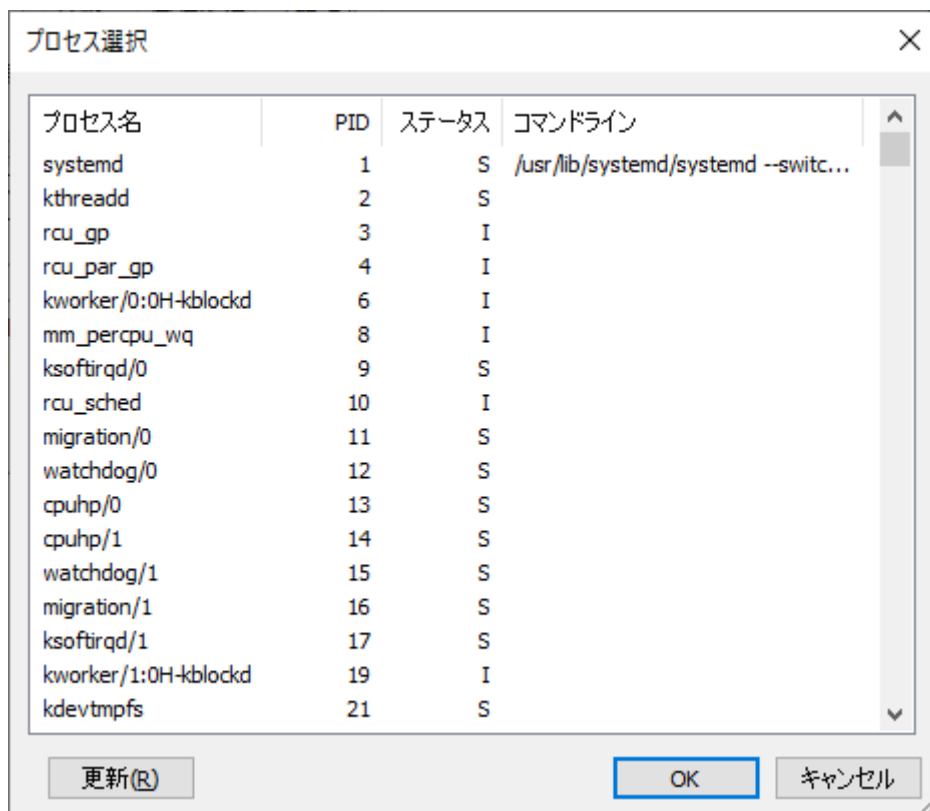 プロセス選択
プロセス名 PID ステータス コマンドライン
systemd 1 S /usr/lib/systemd/systemd --switc...
kthreadd 2 S
rcu_gp 3 I
rcu_par_gp 4 I
kworker/0:0H-kblockd 6 I
mm_percpu_wq 8 I
ksoftirqd/0 9 S
rcu_sched 10 I
migration/0 11 S
watchdog/0 12 S
cpuhp/0 13 S
cpuhp/1 14 S
watchdog/1 15 S
migration/1 16 S
ksoftirqd/1 17 S
kworker/1:0H-kblockd 19 I
kdevtmpfs 21 S
更新(R) OK キャンセル